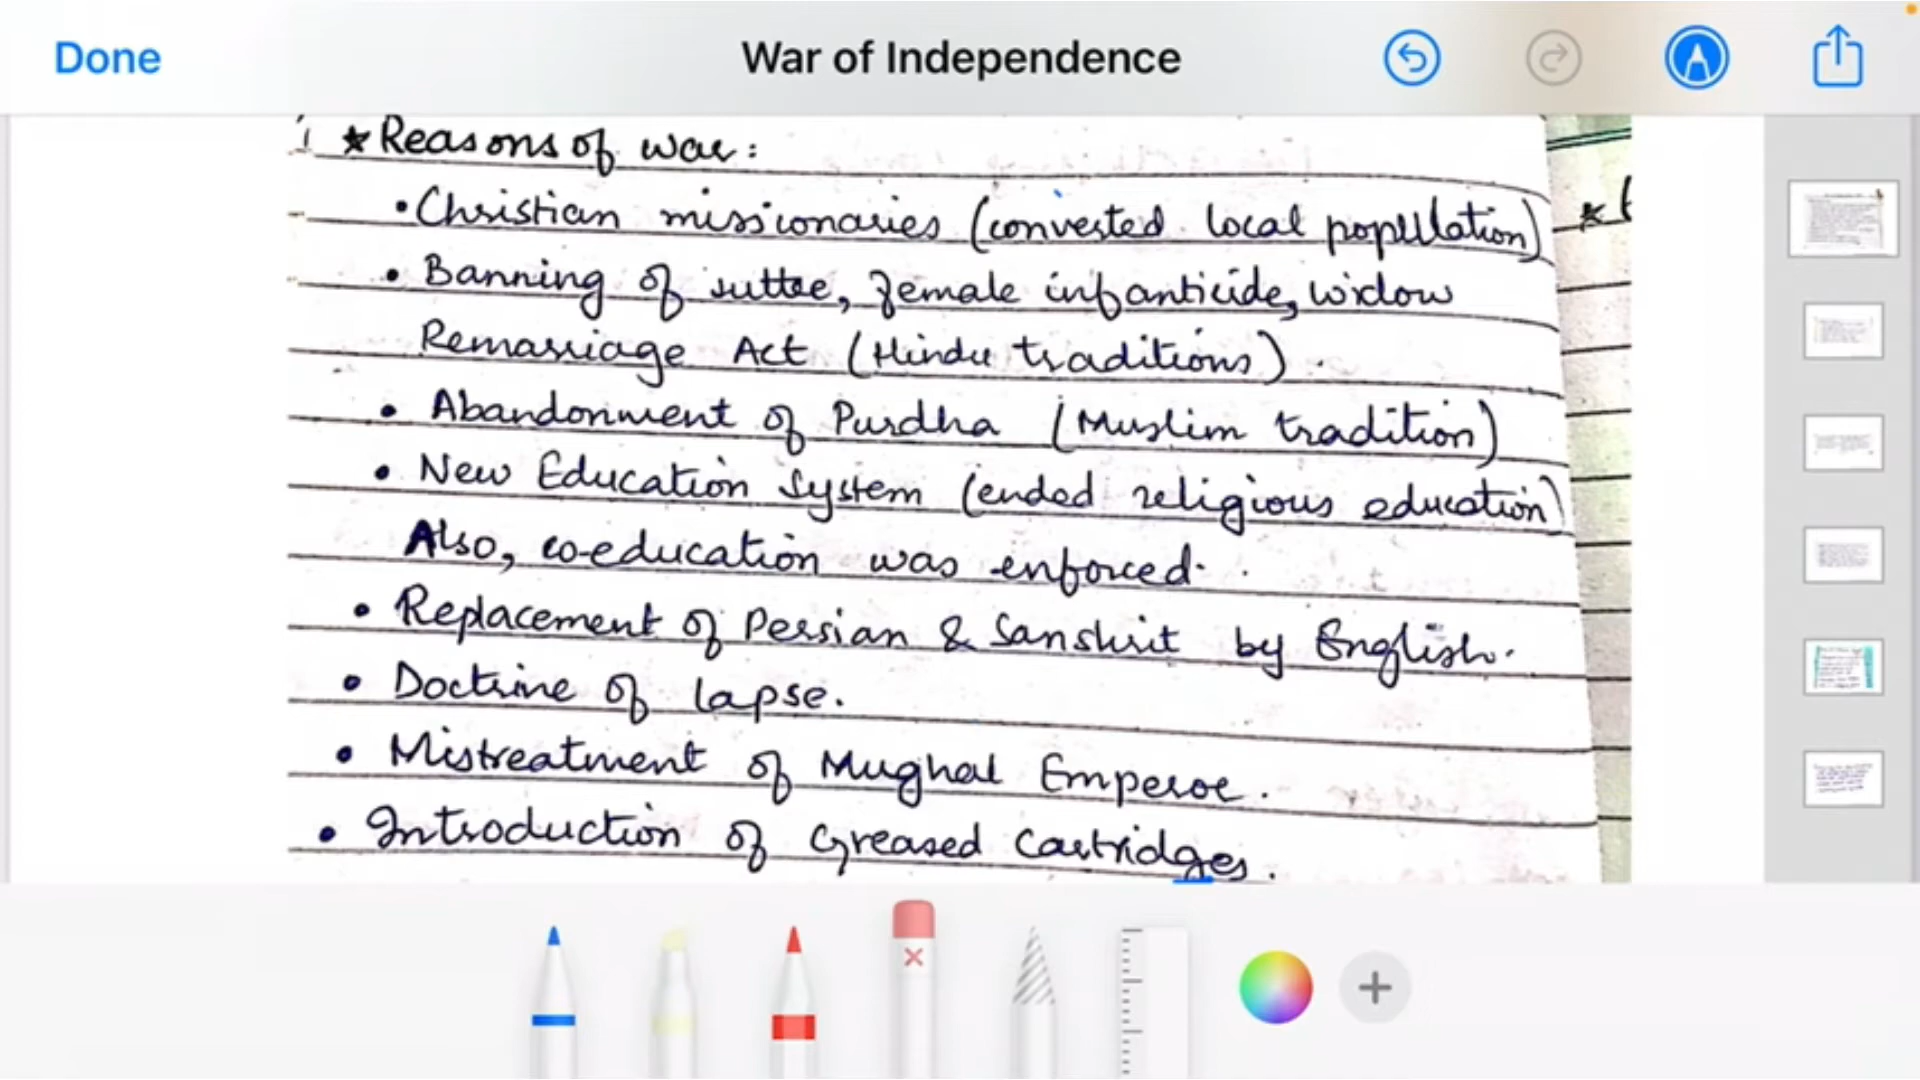 Done
War of Independence
★ Reasons of war:
• Christian missionaries (converted local population)
• Banning of suttee, female infanticide, widow
Remarriage Act (Hindu traditions).
• Abandonment of Purdha (Muslim tradition)
• New Education System (ended religious education)
Also, co-education was enforced.
• Replacement of Persian & Sanskrit by English.
• Doctrine of lapse.
• Mistreatment of Mughal Emperor.
• Introduction of Greased Cartridges.